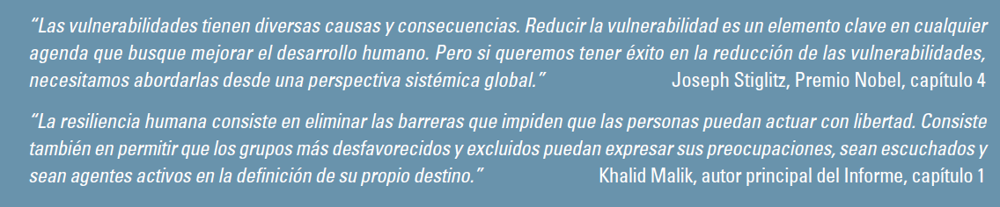 “Las vulnerabilidades tienen diversas causas y consecuencias. Reducir la vulnerabilidad es un elemento clave en cualquier
agenda que busque mejorar el desarrollo humano. Pero si queremos tener éxito en la reducción de las vulnerabilidades,
necesitamos abordarlas desde una perspectiva sistémica global.” Joseph Stiglitz, Premio Nobel, capítulo 4
“La resiliencia humana consiste en eliminar las barreras que impiden que las personas puedan actuar con libertad. Consiste
también en permitir que los grupos más desfavorecidos y excluidos puedan expresar sus preocupaciones, sean escuchados y
sean agentes activos en la definición de su propio destino.” Khalid Malik, autor principal del Informe, capítulo 1